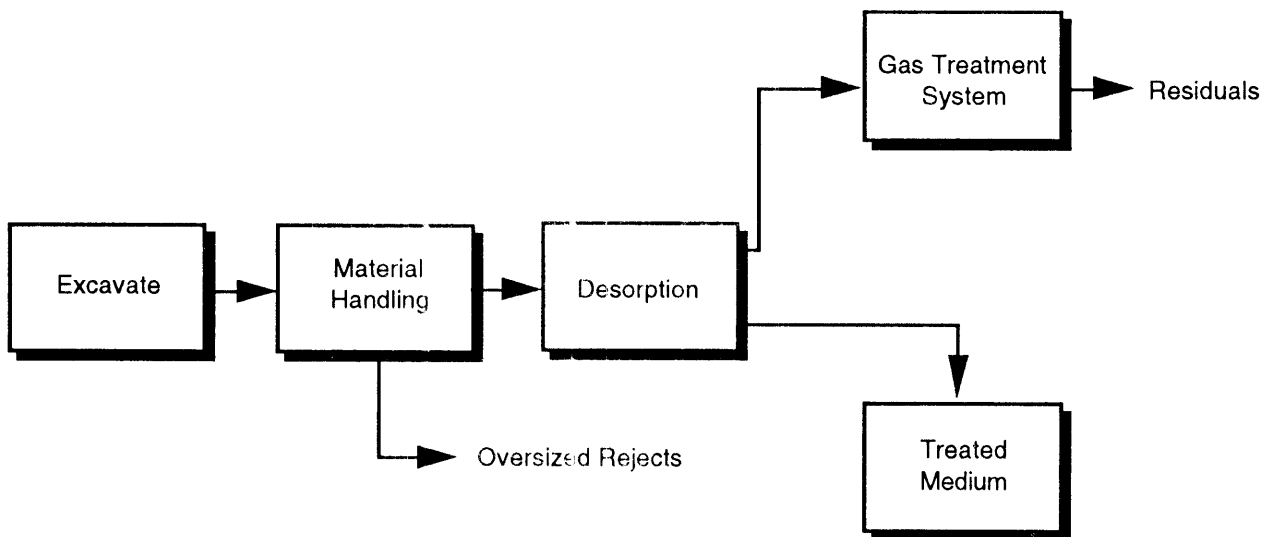 Gas Treatment
System
Residuals
Excavate
Material
Handling
Desorption
Oversized Rejects
Treated
Medium